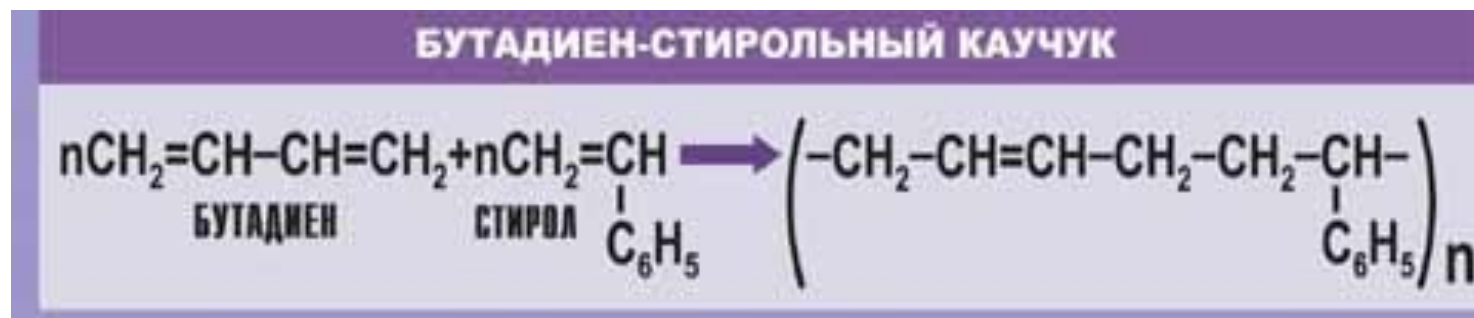 БУТАДИЕН-СТИРОЛЬНЫЙ КАУЧУК
nCH₂=CH–CH=CH₂+nCH₂=CH → (–CH₂–CH=CH–CH₂–CH₂–CH–)n
БУТАДИЕН СТИРОЛ C₆H₅ C₆H₅